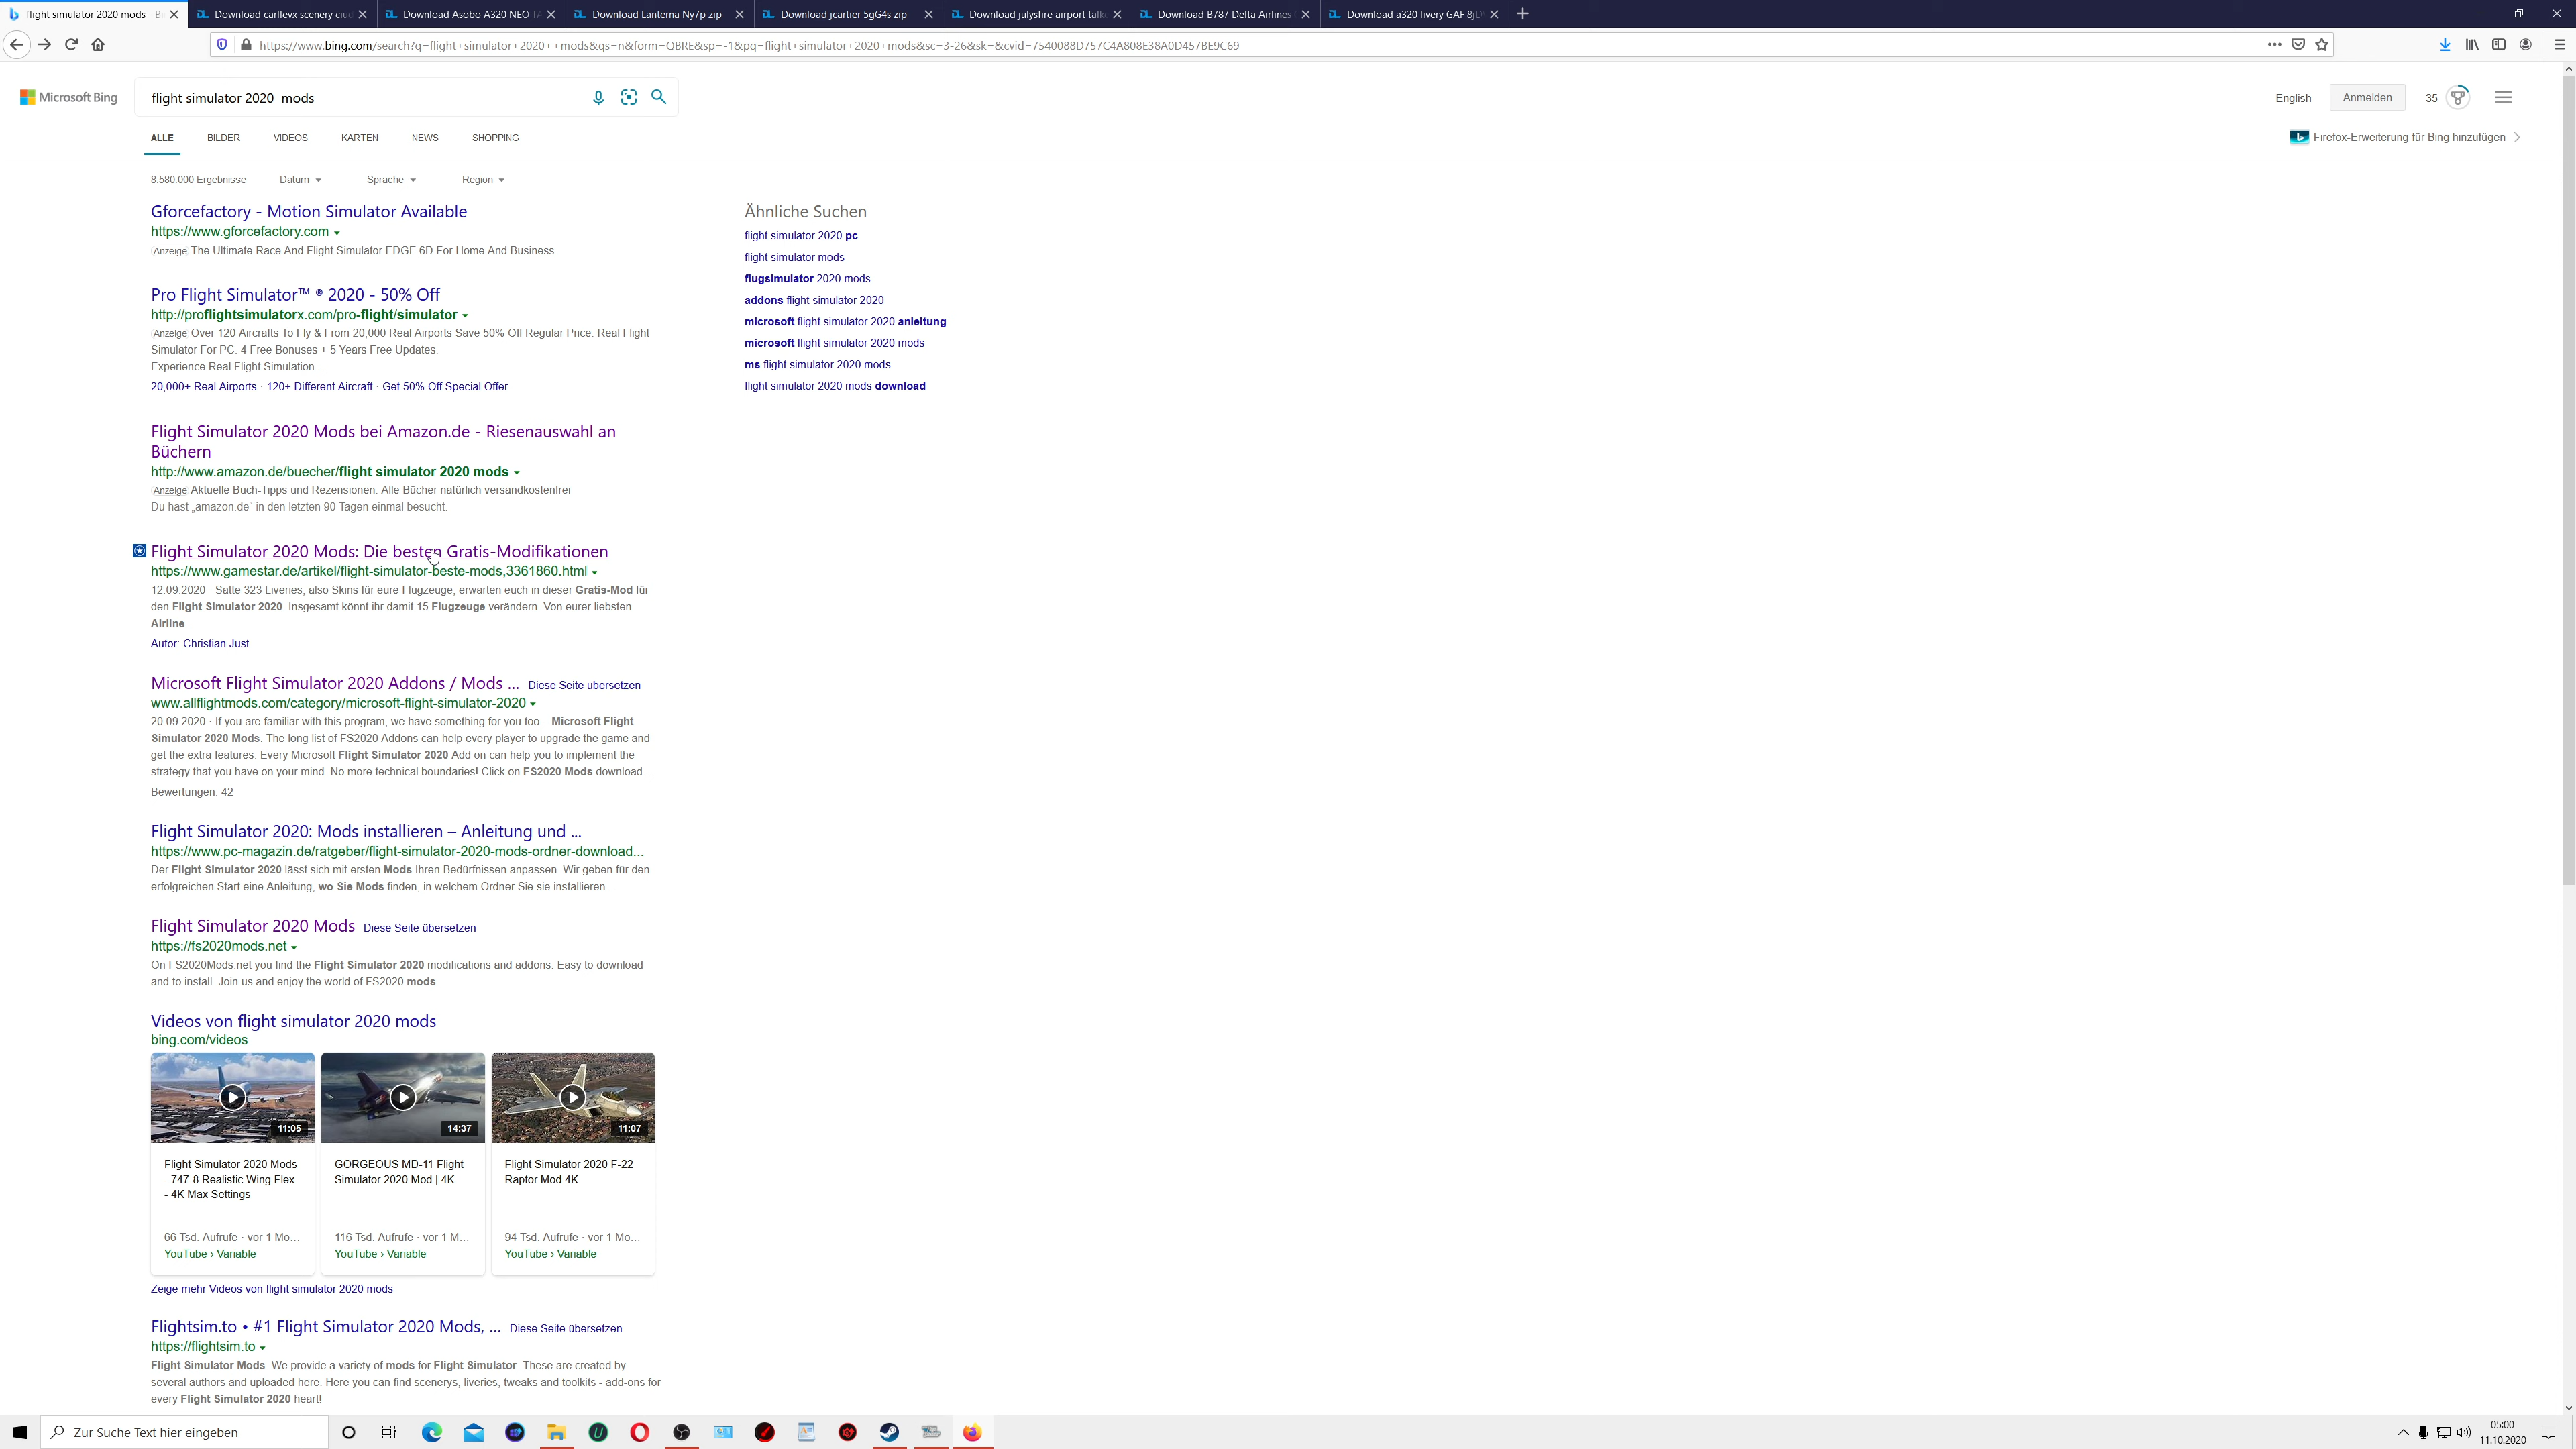 flight simulator 2020 mods - B
Download carllevx scenery ciud
Download Asobo A320 NEO TA
Download Lanterna Ny7p zip
Download jcartier 5gG4s zip
Download julysfire airport talk
Download B787 Delta Airlines
Download a320 livery GAF 8jD
https://www.bing.com/search?q=flight+simulator+2020++mods&qs=n&form=QBRE&sp=-1&pq=flight+simulator+2020+mods&sc=3-26&sk=&cvid=7540088D757C4A808E38A0D457BE9C69
Microsoft Bing
flight simulator 2020 mods
English
Anmelden
35
ALLE BILDER VIDEOS KARTEN NEWS SHOPPING
Firefox-Erweiterung für Bing hinzufügen
8.580.000 Ergebnisse Datum Sprache Region
Gforcefactory - Motion Simulator Available
https://www.gforcefactory.com
Anzeige The Ultimate Race And Flight Simulator EDGE 6D For Home And Business.
Pro Flight Simulator™ ® 2020 - 50% Off
http://proflightsimulatorx.com/pro-flight/simulator
Anzeige Over 120 Aircrafts To Fly & From 20,000 Real Airports Save 50% Off Regular Price. Real Flight
Simulator For PC. 4 Free Bonuses + 5 Years Free Updates.
Experience Real Flight Simulation ...
20,000+ Real Airports · 120+ Different Aircraft · Get 50% Off Special Offer
Flight Simulator 2020 Mods bei Amazon.de - Riesenauswahl an
Büchern
http://www.amazon.de/buecher/flight simulator 2020 mods
Anzeige Aktuelle Buch-Tipps und Rezensionen. Alle Bücher natürlich versandkostenfrei
Du hast „amazon.de" in den letzten 90 Tagen einmal besucht.
Flight Simulator 2020 Mods: Die besten Gratis-Modifikationen
https://www.gamestar.de/artikel/flight-simulator-beste-mods,3361860.html
12.09.2020 · Satte 323 Liveries, also Skins für eure Flugzeuge, erwarten euch in dieser Gratis-Mod für
den Flight Simulator 2020. Insgesamt könnt ihr damit 15 Flugzeuge verändern. Von eurer liebsten
Airline...
Autor: Christian Just
Microsoft Flight Simulator 2020 Addons / Mods ... Diese Seite übersetzen
www.allflightmods.com/category/microsoft-flight-simulator-2020
20.09.2020 · If you are familiar with this program, we have something for you too – Microsoft Flight
Simulator 2020 Mods. The long list of FS2020 Addons can help every player to upgrade the game and
get the extra features. Every Microsoft Flight Simulator 2020 Add on can help you to implement the
strategy that you have on your mind. No more technical boundaries! Click on FS2020 Mods download ...
Bewertungen: 42
Flight Simulator 2020: Mods installieren – Anleitung und ...
https://www.pc-magazin.de/ratgeber/flight-simulator-2020-mods-ordner-download...
Der Flight Simulator 2020 lässt sich mit ersten Mods Ihren Bedürfnissen anpassen. Wir geben für den
erfolgreichen Start eine Anleitung, wo Sie Mods finden, in welchem Ordner Sie sie installieren...
Flight Simulator 2020 Mods Diese Seite übersetzen
https://fs2020mods.net
On FS2020Mods.net you find the Flight Simulator 2020 modifications and addons. Easy to download
and to install. Join us and enjoy the world of FS2020 mods.
Videos von flight simulator 2020 mods
bing.com/videos
11:05
14:37
11:07
Flight Simulator 2020 Mods
- 747-8 Realistic Wing Flex
- 4K Max Settings
66 Tsd. Aufrufe · vor 1 Mo...
YouTube › Variable
GORGEOUS MD-11 Flight
Simulator 2020 Mod | 4K
116 Tsd. Aufrufe · vor 1 M...
YouTube › Variable
Flight Simulator 2020 F-22
Raptor Mod 4K
94 Tsd. Aufrufe · vor 1 Mo...
YouTube › Variable
Zeige mehr Videos von flight simulator 2020 mods
Flightsim.to • #1 Flight Simulator 2020 Mods, ... Diese Seite übersetzen
https://flightsim.to
Flight Simulator Mods. We provide a variety of mods for Flight Simulator. These are created by
several authors and uploaded here. Here you can find scenerys, liveries, tweaks and toolkits - add-ons for
every Flight Simulator 2020 heart!
Ähnliche Suchen
flight simulator 2020 pc
flight simulator mods
flugsimulator 2020 mods
addons flight simulator 2020
microsoft flight simulator 2020 anleitung
microsoft flight simulator 2020 mods
ms flight simulator 2020 mods
flight simulator 2020 mods download
Zur Suche Text hier eingeben
05:00
11.10.2020